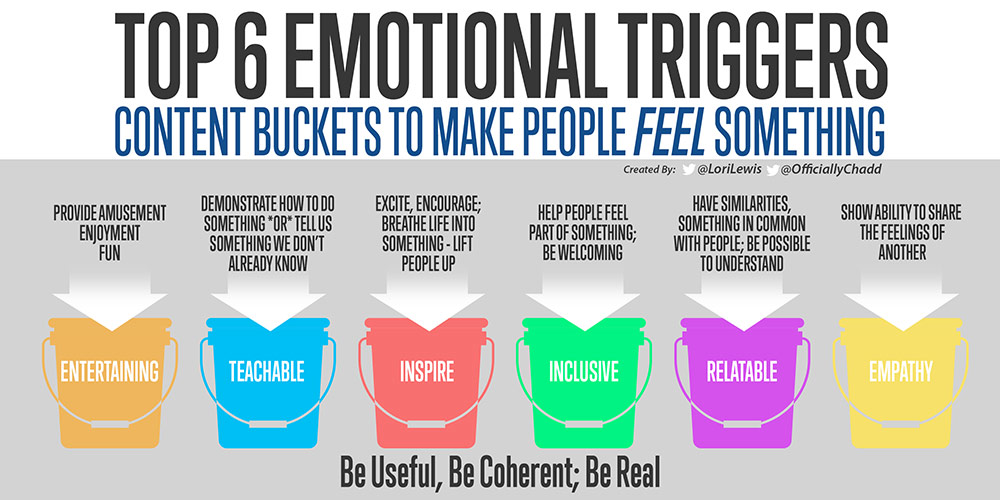 TOP 6 EMOTIONAL TRIGGERS
CONTENT BUCKETS TO MAKE PEOPLE FEEL SOMETHING
Created By: @LoriLewis @OfficiallyChadd
PROVIDE AMUSEMENT
ENJOYMENT
FUN
DEMONSTRATE HOW TO DO
SOMETHING *OR* TELL US
SOMETHING WE DON'T
ALREADY KNOW
EXCITE, ENCOURAGE;
BREATHE LIFE INTO
SOMETHING - LIFT
PEOPLE UP
HELP PEOPLE FEEL
PART OF SOMETHING;
BE WELCOMING
HAVE SIMILARITIES,
SOMETHING IN COMMON
WITH PEOPLE; BE POSSIBLE
TO UNDERSTAND
SHOW ABILITY TO SHARE
THE FEELINGS OF
ANOTHER
ENTERTAINING
TEACHABLE
INSPIRE
INCLUSIVE
RELATABLE
EMPATHY
Be Useful, Be Coherent; Be Real